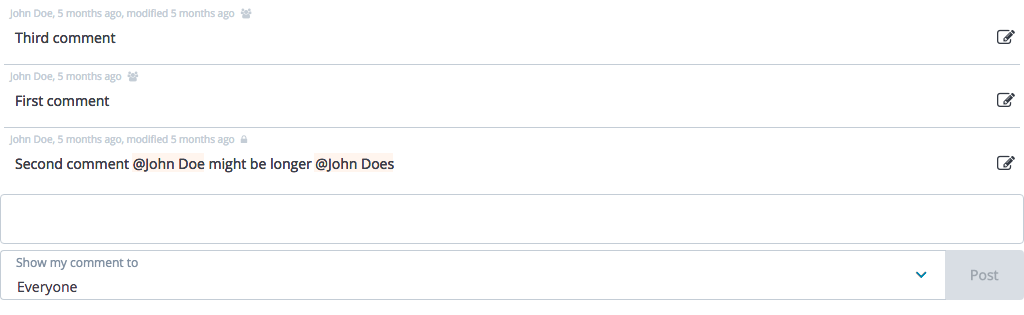 John Doe, 5 months ago, modified 5 months ago
Third comment
John Doe, 5 months ago
First comment
John Doe, 5 months ago, modified 5 months ago
Second comment @John Doe might be longer @John Does
Show my comment to
Everyone
Post